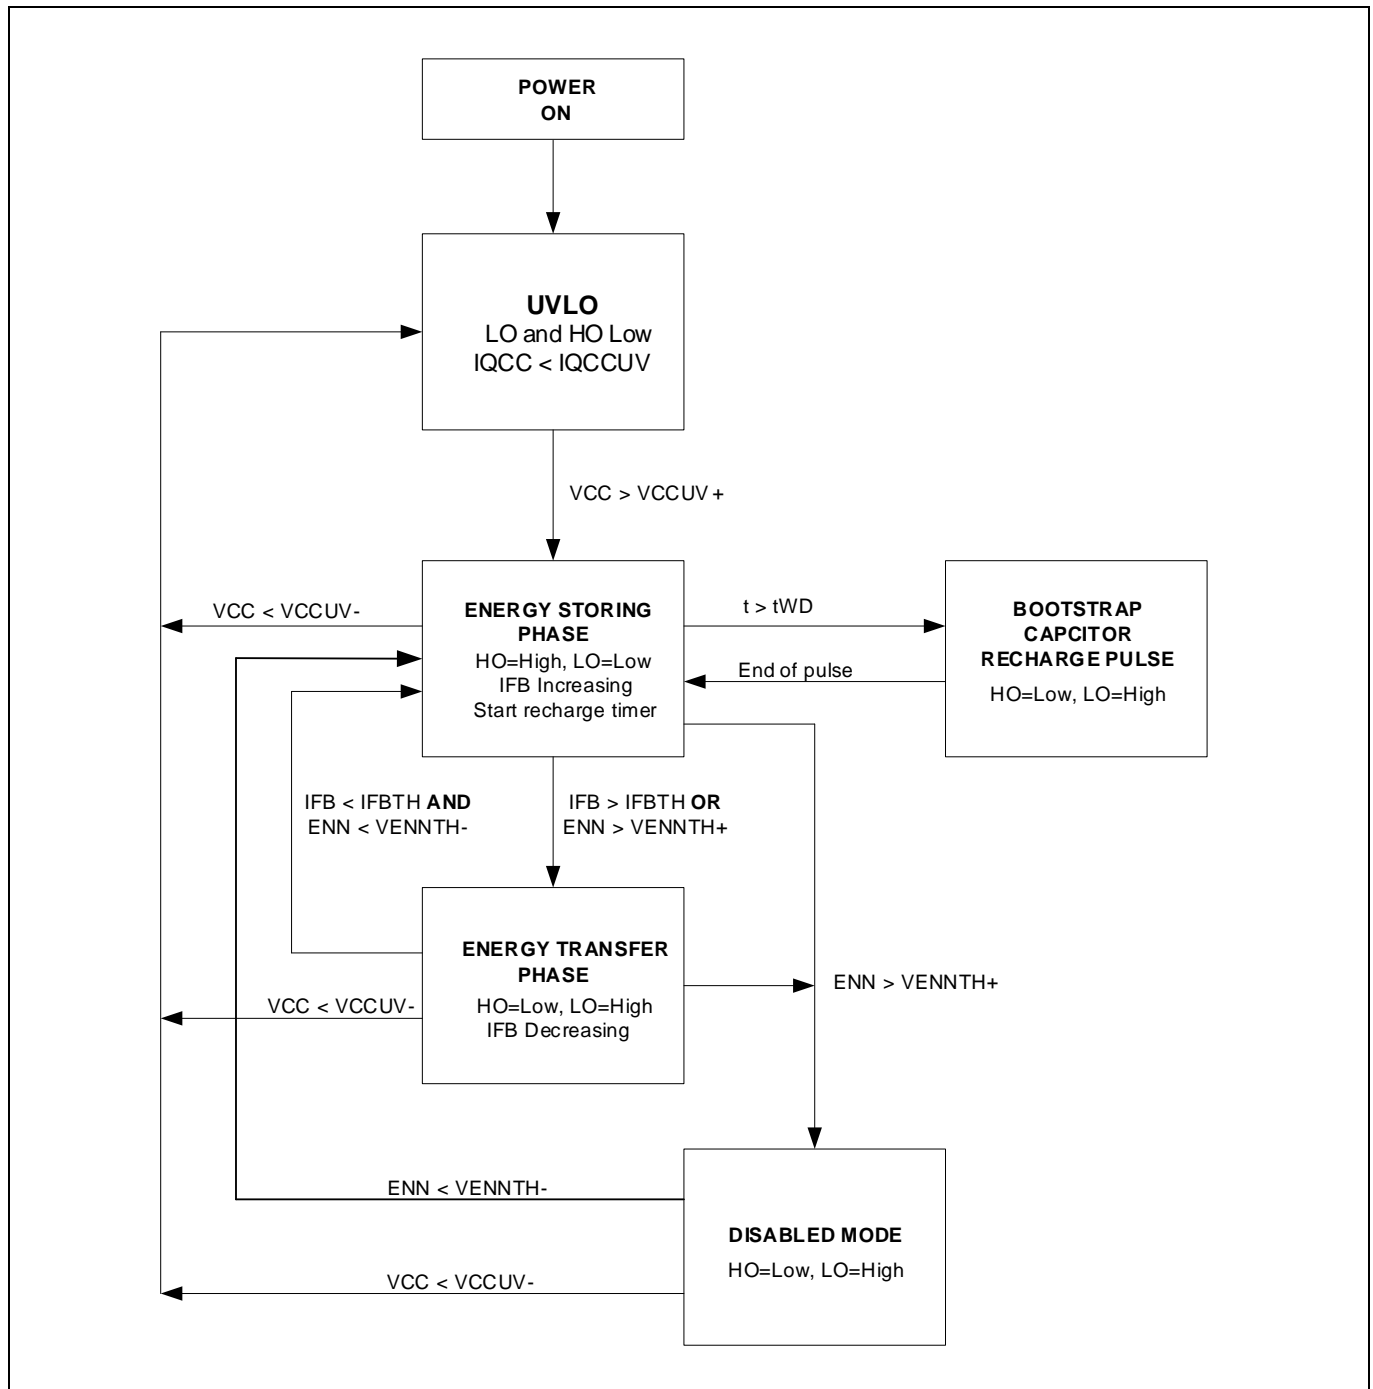 POWER
ON
UVLO
LO and HO Low
IQCC < IQCCUV
VCC > VCCUV +
VCC < VCCUV-
ENERGY STORING
PHASE
HO=High, LO=Low
IFB Increasing
Start recharge timer
t > tWD
End of pulse
BOOTSTRAP
CAPCITOR
RECHARGE PULSE
HO=Low, LO=High
IFB < IFBTH AND
ENN < VENNTH-
IFB > IFBTH OR
ENN > VENNTH+
ENERGY TRANSFER
PHASE
HO=Low, LO=High
IFB Decreasing
VCC < VCCUV-
ENN > VENNTH+
ENN < VENNTH-
DISABLED MODE
HO=Low, LO=High
VCC < VCCUV-